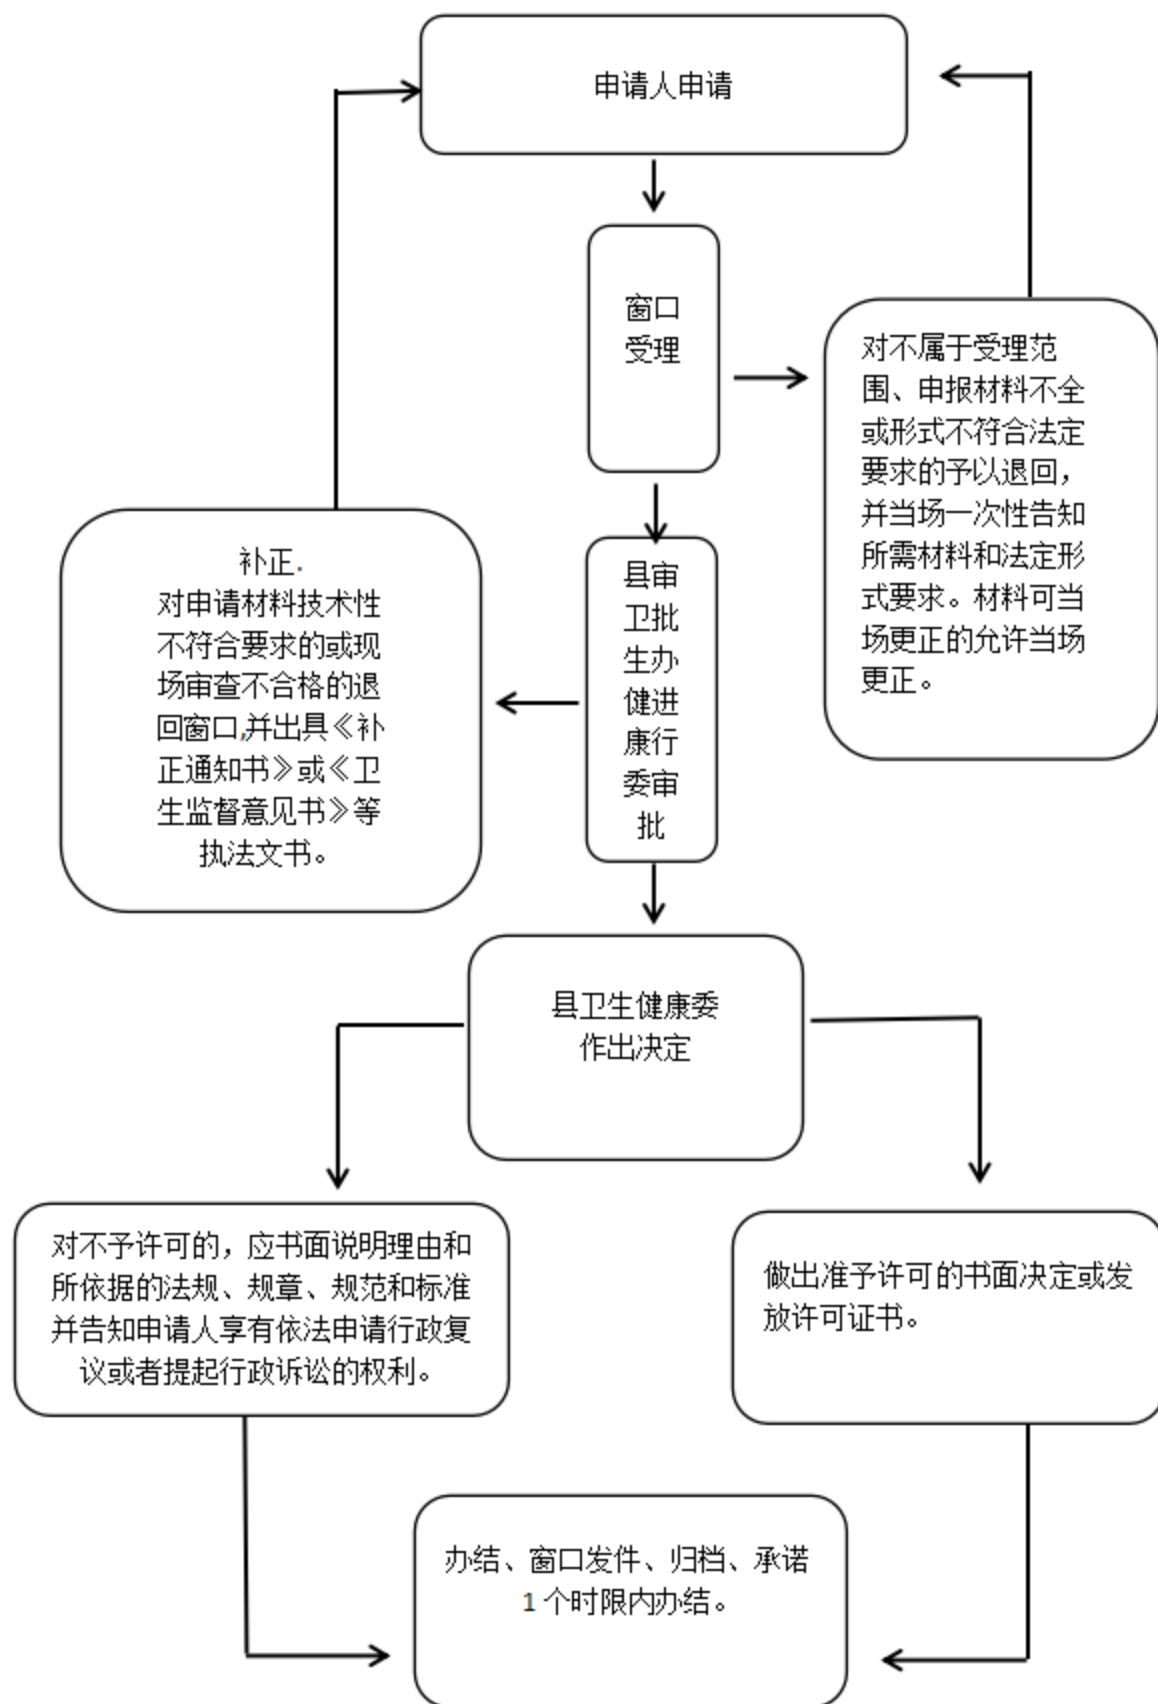 申请人申请
窗口
受理
对不属于受理范
围、申报材料不全
或形式不符合法定
要求的予以退回，
并当场一次性告知
所需材料和法定形
式要求。材料可当
场更正的允许当场
更正。
补正.
对申请材料技术性
不符合要求的或现
场审查不合格的退
回窗口,并出具《补
正通知书》或《卫
生监督意见书》等
执法文书。
县审
卫批
生办
健进
康行
委审
批
县卫生健康委
作出决定
对不予许可的，应书面说明理由和
所依据的法规、规章、规范和标准
并告知申请人享有依法申请行政复
议或者提起行政诉讼的权利。
做出准予许可的书面决定或发
放许可证书。
办结、窗口发件、归档、承诺
1 个时限内办结。